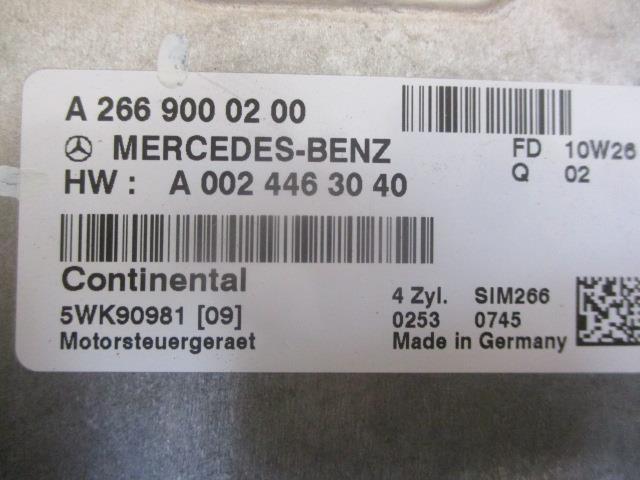 A 266 900 02 00
MERCEDES-BENZ
FD 10W26
HW : A 002 446 30 40
Q 02
Continental
5WK90981 [09]
4 Zyl. SIM266
0253 0745
Motorsteuergeraet
Made in Germany